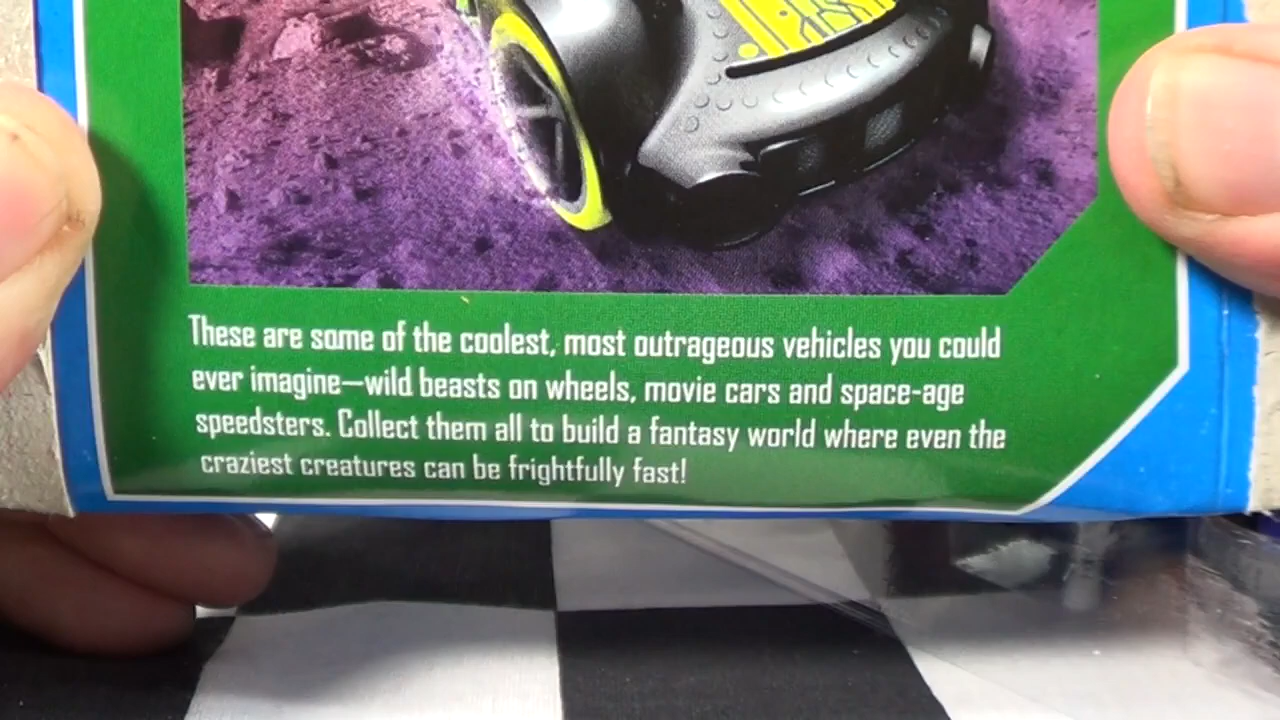 These are some of the coolest, most outrageous vehicles you could
ever imagine—wild beasts on wheels, movie cars and space-age
speedsters. Collect them all to build a fantasy world where even the
craziest creatures can be frightfully fast!